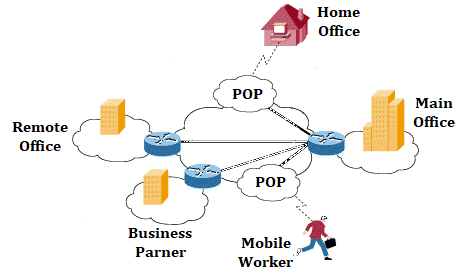 Home
Office
POP
Main
Office
Remote
Office
POP
Business
Parner
Mobile
Worker